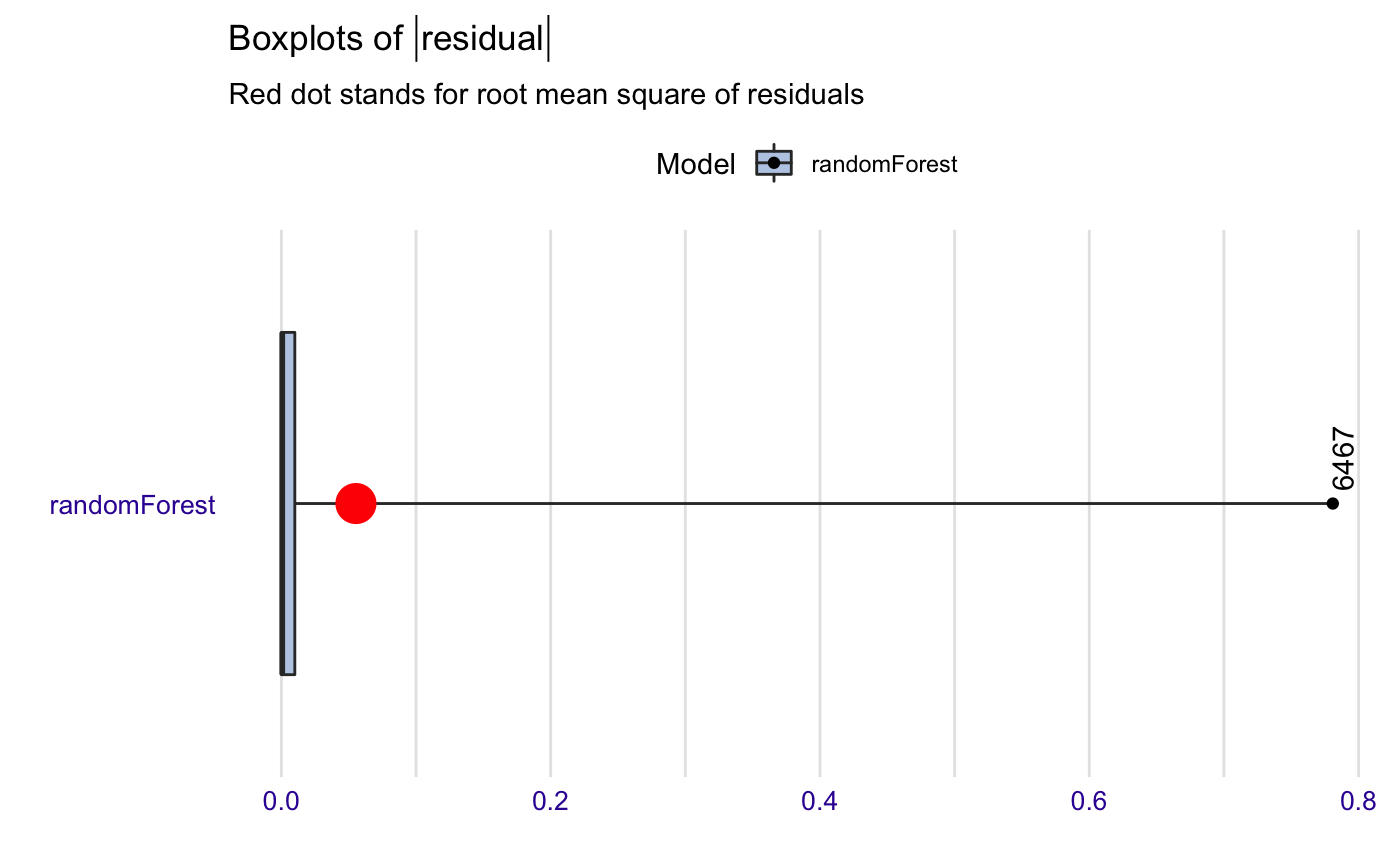 Boxplots of |residual|
Red dot stands for root mean square of residuals
Model randomForest
6467
randomForest
0.0 0.2 0.4 0.6 0.8